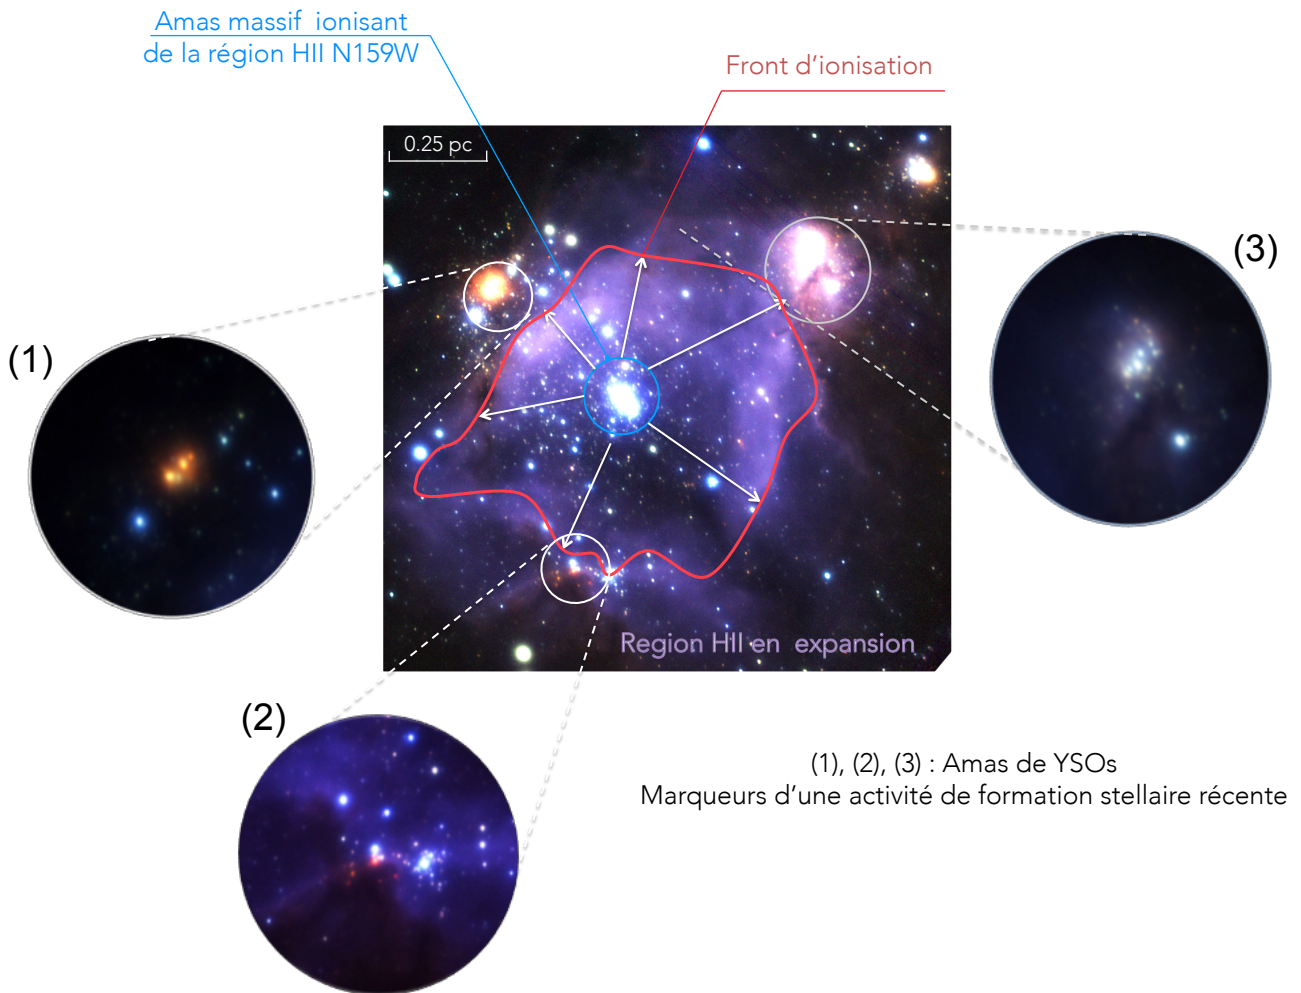 Amas massif  ionisant
de la région HII N159W
Front d'ionisation
0.25 pc
(1)
(3)
(2)
Region HII en  expansion
(1), (2), (3) : Amas de YSOs
Marqueurs d'une activité de formation stellaire récente